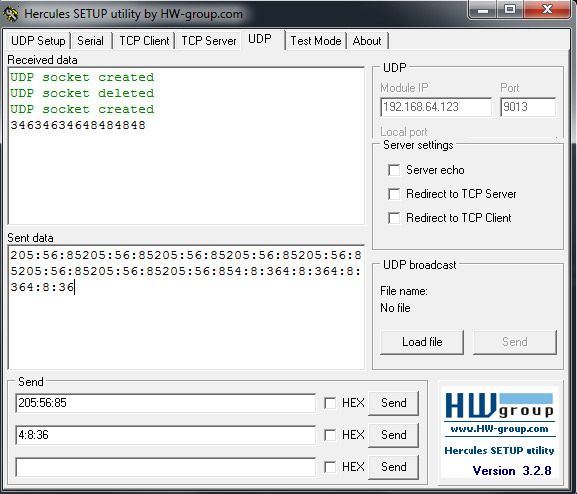 Hercules SETUP utility by HW-group.com
UDP Setup Serial TCP Client TCP Server UDP Test Mode About
Received data
UDP socket created
UDP socket deleted
UDP socket created
34634634648484848
UDP
Module IP Port
192.168.64.123 9013
Local port
Server settings
Server echo
Redirect to TCP Server
Redirect to TCP Client
Sent data
205:56:85205:56:85205:56:85205:56:85205:56:8
5205:56:85205:56:85205:56:854:8:364:8:364:8:
364:8:36
UDP broadcast
File name:
No file
Load file Send
Send
205:56:85 HEX Send
4:8:36 HEX Send
HEX Send
HW group
www.HW-group.com
Hercules SETUP utility
Version 3.2.8